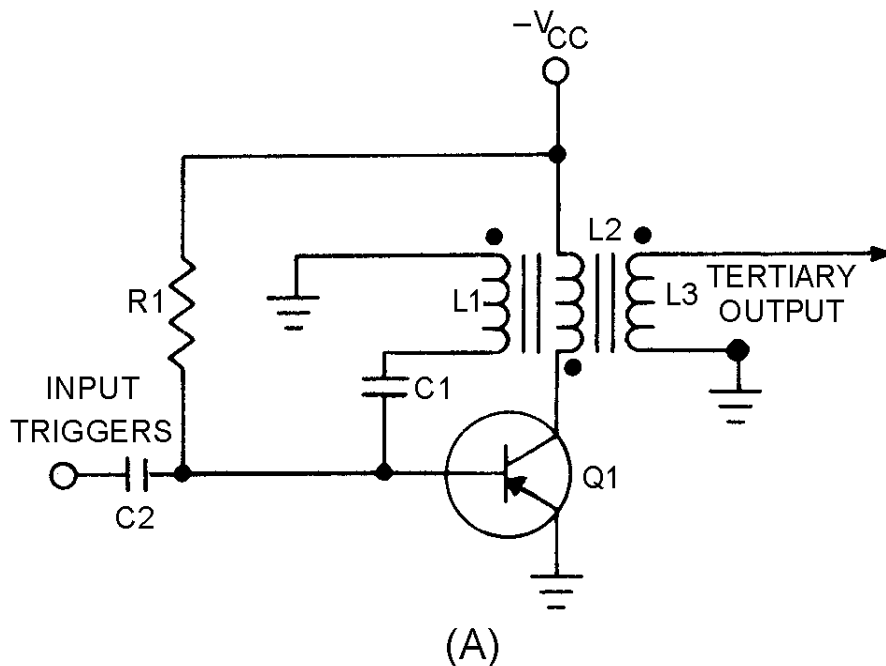 –VCC
L2
R1
L1
L3
TERTIARY
OUTPUT
C1
INPUT
TRIGGERS
Q1
C2
(A)